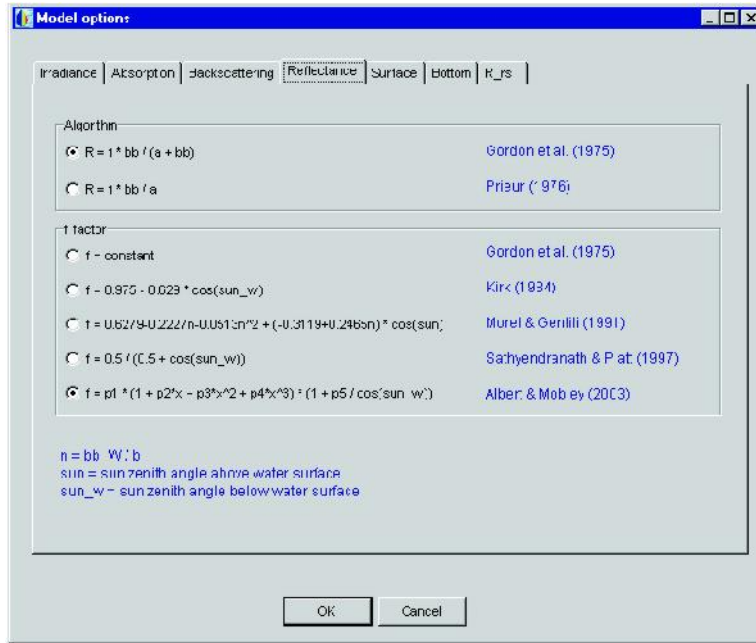 Model options
Irradiance Absorption Backscattering Reflectance Surface Bottom R_rs
Algorithm
R = f * bb / (a + bb) Gordon et al. (1975)
R = f * bb / a Prieur (1976)
f factor
f = constant Gordon et al. (1975)
f = 0.975 - 0.629 * cos(sun_w) Kirk (1984)
f = 0.6279-0.2227n-0.0513n^2 + (-0.3119+0.2465n) * cos(sun) Morel & Gentili (1991)
f = 0.5 / (0.5 + cos(sun_w)) Sathyendranath & Platt (1997)
f = p1 * (1 + p2*x + p3*x^2 + p4*x^3) * (1 + p5 / cos(sun_w)) Albert & Mobley (2003)
n = bb_W / b
sun = sun zenith angle above water surface
sun_w = sun zenith angle below water surface
OK Cancel